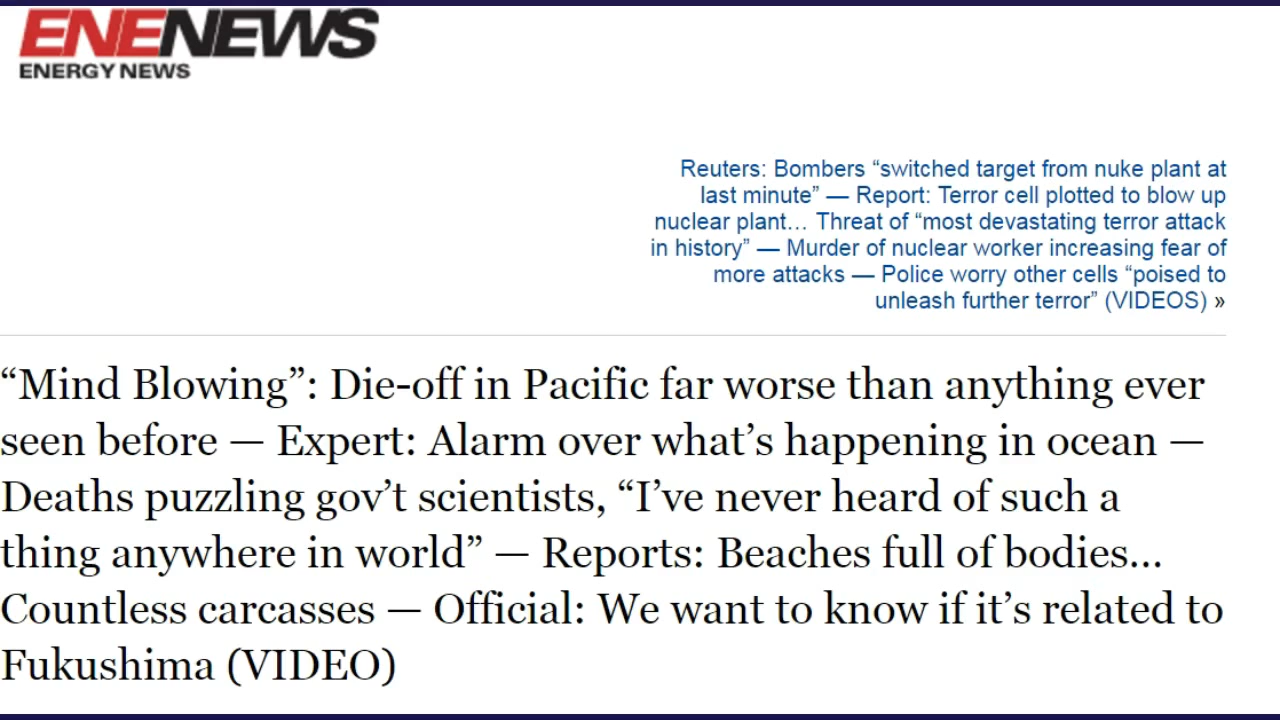 ENENEWS
ENERGY NEWS
Reuters: Bombers “switched target from nuke plant at
last minute” — Report: Terror cell plotted to blow up
nuclear plant… Threat of “most devastating terror attack
in history” — Murder of nuclear worker increasing fear of
more attacks — Police worry other cells “poised to
unleash further terror” (VIDEOS) »
“Mind Blowing”: Die-off in Pacific far worse than anything ever
seen before — Expert: Alarm over what’s happening in ocean —
Deaths puzzling gov’t scientists, “I’ve never heard of such a
thing anywhere in world” — Reports: Beaches full of bodies…
Countless carcasses — Official: We want to know if it’s related to
Fukushima (VIDEO)